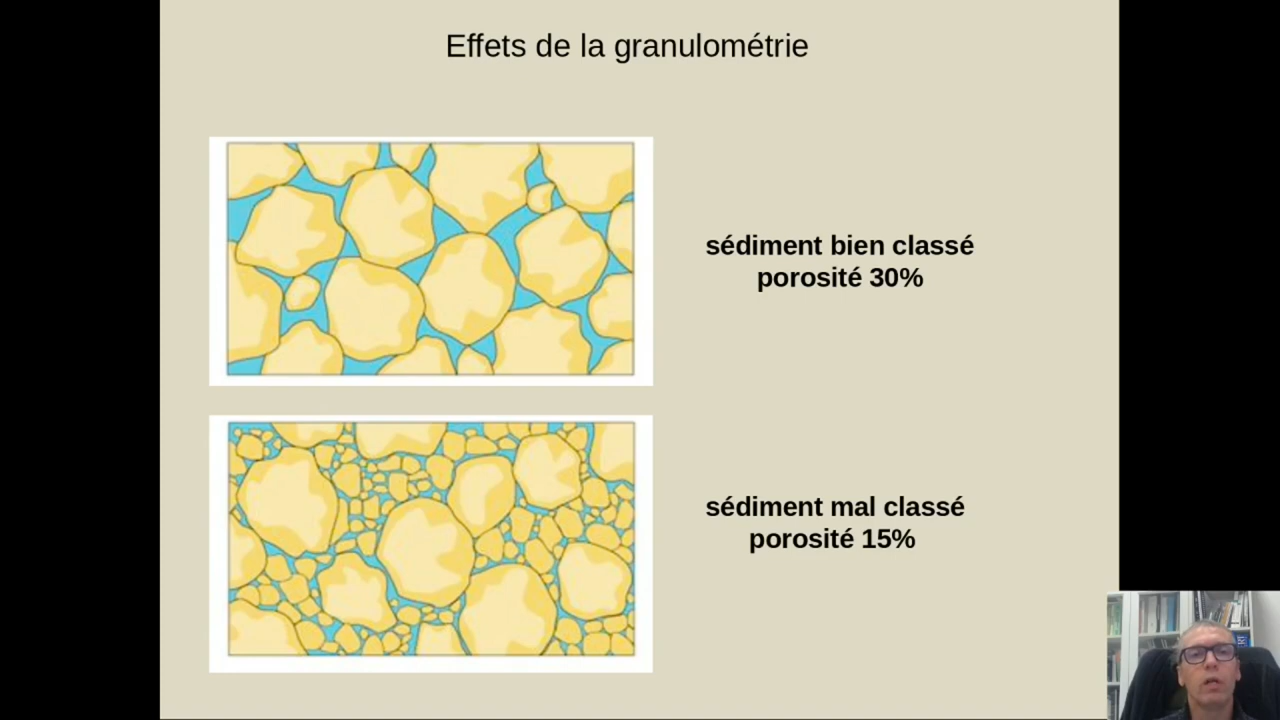 Effets de la granulométrie
sédiment bien classé
porosité 30%
sédiment mal classé
porosité 15%